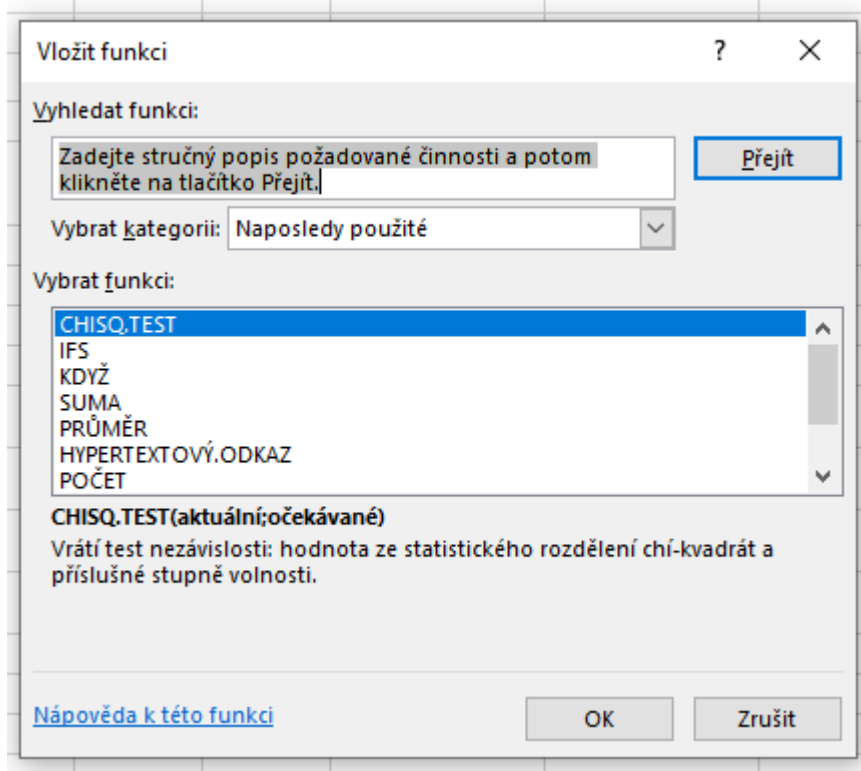 Vložit funkci
?
Vyhledat funkci:
Zadejte stručný popis požadované činnosti a potom
klikněte na tlačítko Přejít.
Přejít
Vybrat kategorii: Naposledy použité
Vybrat funkci:
CHISQ.TEST
IFS
KDYŽ
SUMA
PRŮMĚR
HYPERTEXTOVÝ.ODKAZ
POČET
CHISQ.TEST(aktuální;očekávané)
Vrátí test nezávislosti: hodnota ze statistického rozdělení chí-kvadrát a
příslušné stupně volnosti.
Nápověda k této funkci
OK
Zrušit